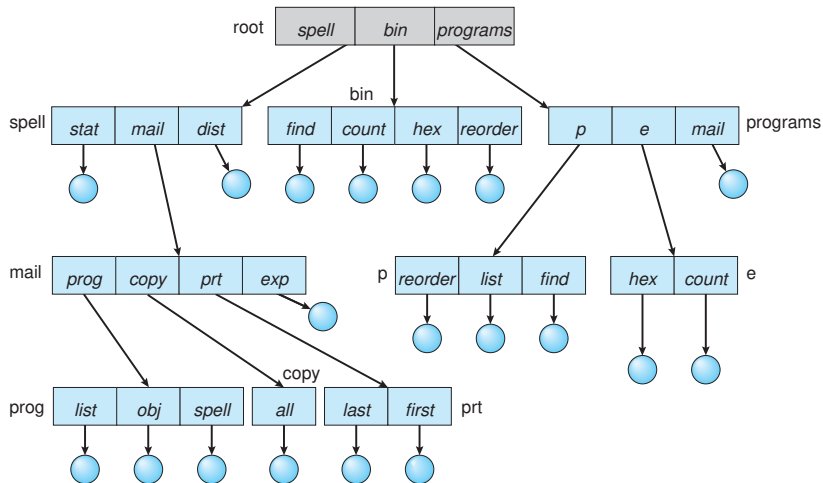 root spell bin programs
bin
spell stat mail dist find count hex reorder p e mail programs
mail prog copy prt exp p reorder list find hex count e
copy
prog list obj spell all last first prt